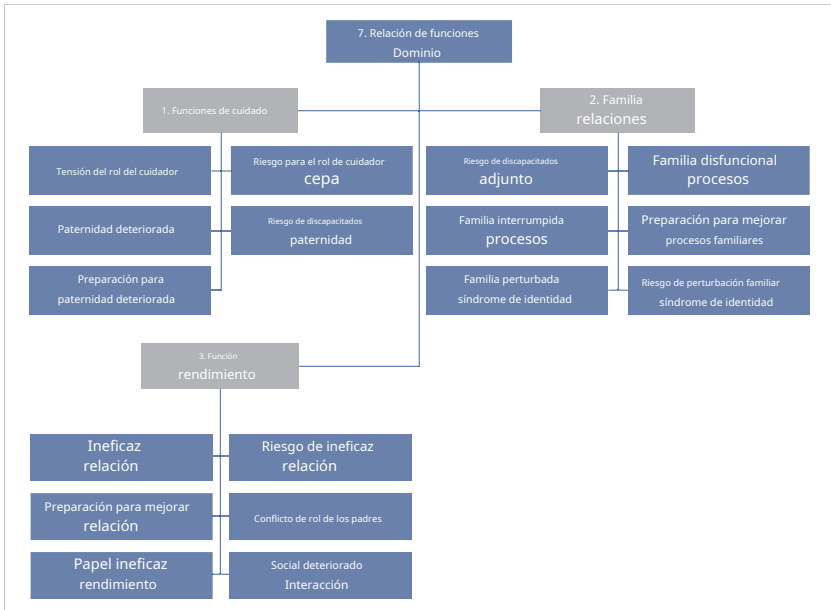 7. Relación de funciones
Dominio
1. Funciones de cuidado
2. Familia
relaciones
Tensión del rol del cuidador
Riesgo para el rol de cuidador
cepa
Paternidad deteriorada
Riesgo de discapacitados
paternidad
Preparación para
paternidad deteriorada
Riesgo de discapacitados
adjunto
Familia disfuncional
procesos
Familia interrumpida
procesos
Preparación para mejorar
procesos familiares
Familia perturbada
síndrome de identidad
Riesgo de perturbación familiar
síndrome de identidad
3. Función
rendimiento
Ineficaz
relación
Riesgo de ineficaz
relación
Preparación para mejorar
relación
Conflicto de rol de los padres
Papel ineficaz
rendimiento
Social deteriorado
Interacción